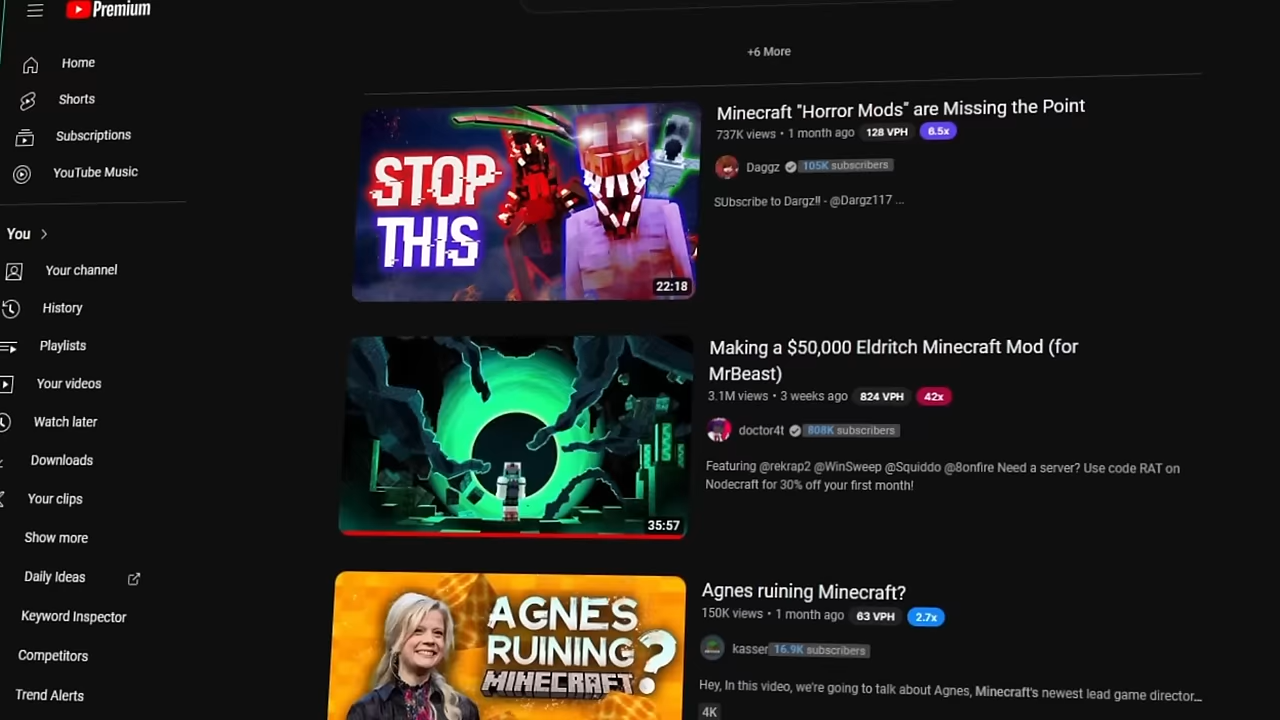 Premium
Home
Shorts
Subscriptions
YouTube Music
You
Your channel
History
Playlists
Your videos
Watch later
Downloads
Your clips
Show more
Daily Ideas
Keyword Inspector
Competitors
Trend Alerts
+6 More
STOP
THIS
22:18
Minecraft "Horror Mods" are Missing the Point
737K views • 1 month ago 128 VPH 6.5x
Daggz 105K subscribers
SUbscribe to Dargz!! - @Dargz117 ...
35:57
Making a $50,000 Eldritch Minecraft Mod (for
MrBeast)
3.1M views • 3 weeks ago 824 VPH 42x
doctor4t 808K subscribers
Featuring @rekrap2 @WinSweep @Squiddo @8onfire Need a server? Use code RAT on
Nodecraft for 30% off your first month!
AGNES
RUINING
MINECRAFT
?
Agnes ruining Minecraft?
150K views • 1 month ago 63 VPH 2.7x
kasser 16.9K subscribers
Hey, In this video, we're going to talk about Agnes, Minecraft's newest lead game director...
4K